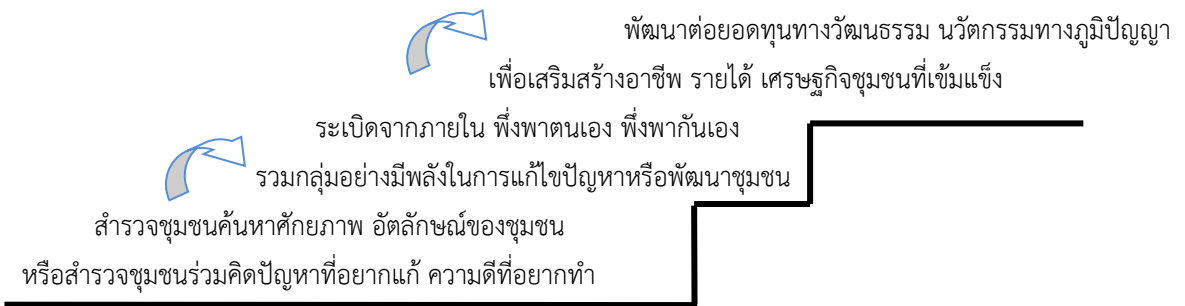 พัฒนาต่อยอดทุนทางวัฒนธรรม นวัตกรรมทางภูมิปัญญา
เพื่อเสริมสร้างอาชีพ รายได้ เศรษฐกิจชุมชนที่เข้มแข็ง
ระเบิดจากภายใน พึ่งพาตนเอง พึ่งพากันเอง
รวมกลุ่มอย่างมีพลังในการแก้ไขปัญหาหรือพัฒนาชุมชน
สำรวจชุมชนค้นหาศักยภาพ อัตลักษณ์ของชุมชน
หรือสำรวจชุมชนร่วมคิดปัญหาที่อยากแก้ ความดีที่อยากทำ